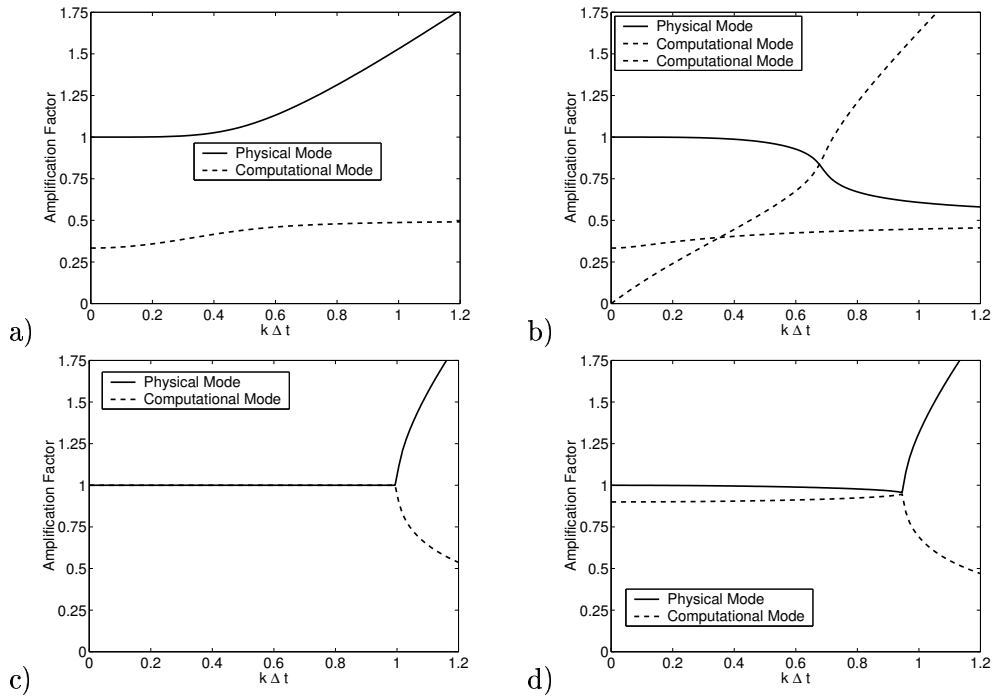 1.75
1.5
1.25
1
0.75
0.5
0.25
0
Amplification Factor
Physical Mode
Computational Mode
0 0.2 0.4 0.6 0.8 1 1.2
k Δ t
a)
1.75
1.5
1.25
1
0.75
0.5
0.25
0
Amplification Factor
Physical Mode
Computational Mode
Computational Mode
0 0.2 0.4 0.6 0.8 1 1.2
k Δ t
b)
1.75
1.5
1.25
1
0.75
0.5
0.25
0
Amplification Factor
Physical Mode
Computational Mode
0 0.2 0.4 0.6 0.8 1 1.2
k Δ t
c)
1.75
1.5
1.25
1
0.75
0.5
0.25
0
Amplification Factor
Physical Mode
Computational Mode
0 0.2 0.4 0.6 0.8 1 1.2
k Δ t
d)